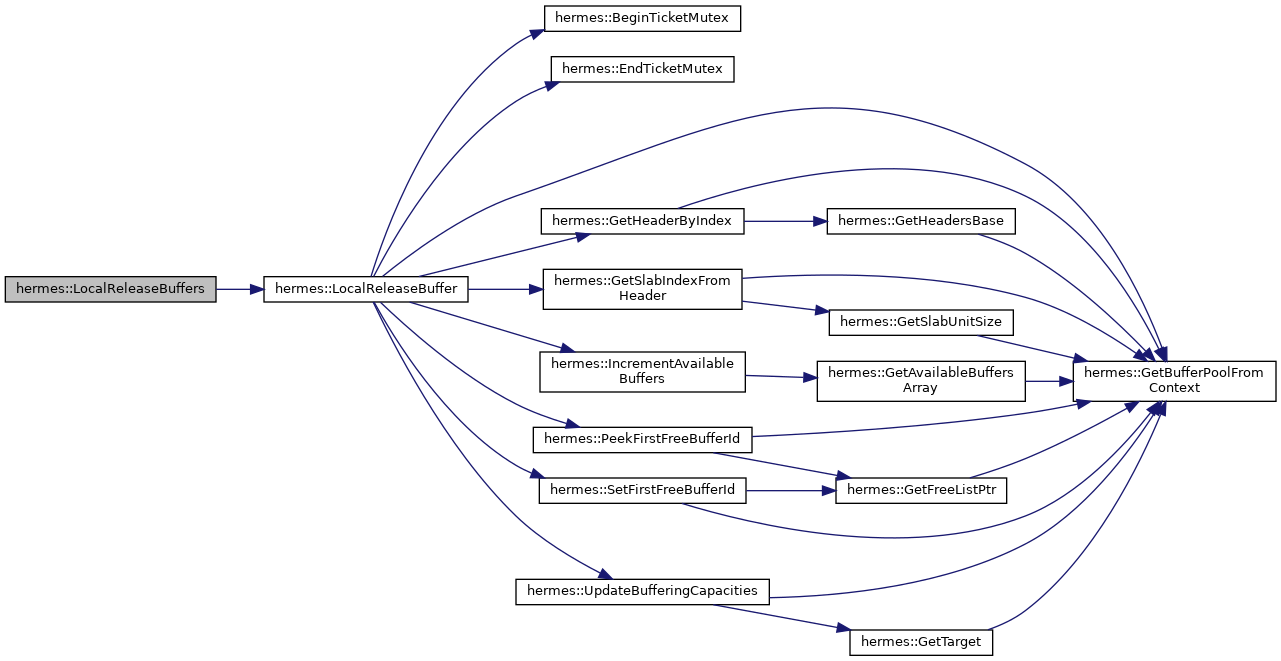 hermes::BeginTicketMutex
hermes::EndTicketMutex
hermes::GetHeaderByIndex
hermes::GetHeadersBase
hermes::LocalReleaseBuffers
hermes::LocalReleaseBuffer
hermes::GetSlabIndexFrom
Header
hermes::GetSlabUnitSize
hermes::IncrementAvailable
Buffers
hermes::GetAvailableBuffers
Array
hermes::GetBufferPoolFrom
Context
hermes::PeekFirstFreeBufferId
hermes::SetFirstFreeBufferId
hermes::GetFreeListPtr
hermes::UpdateBufferingCapacities
hermes::GetTarget